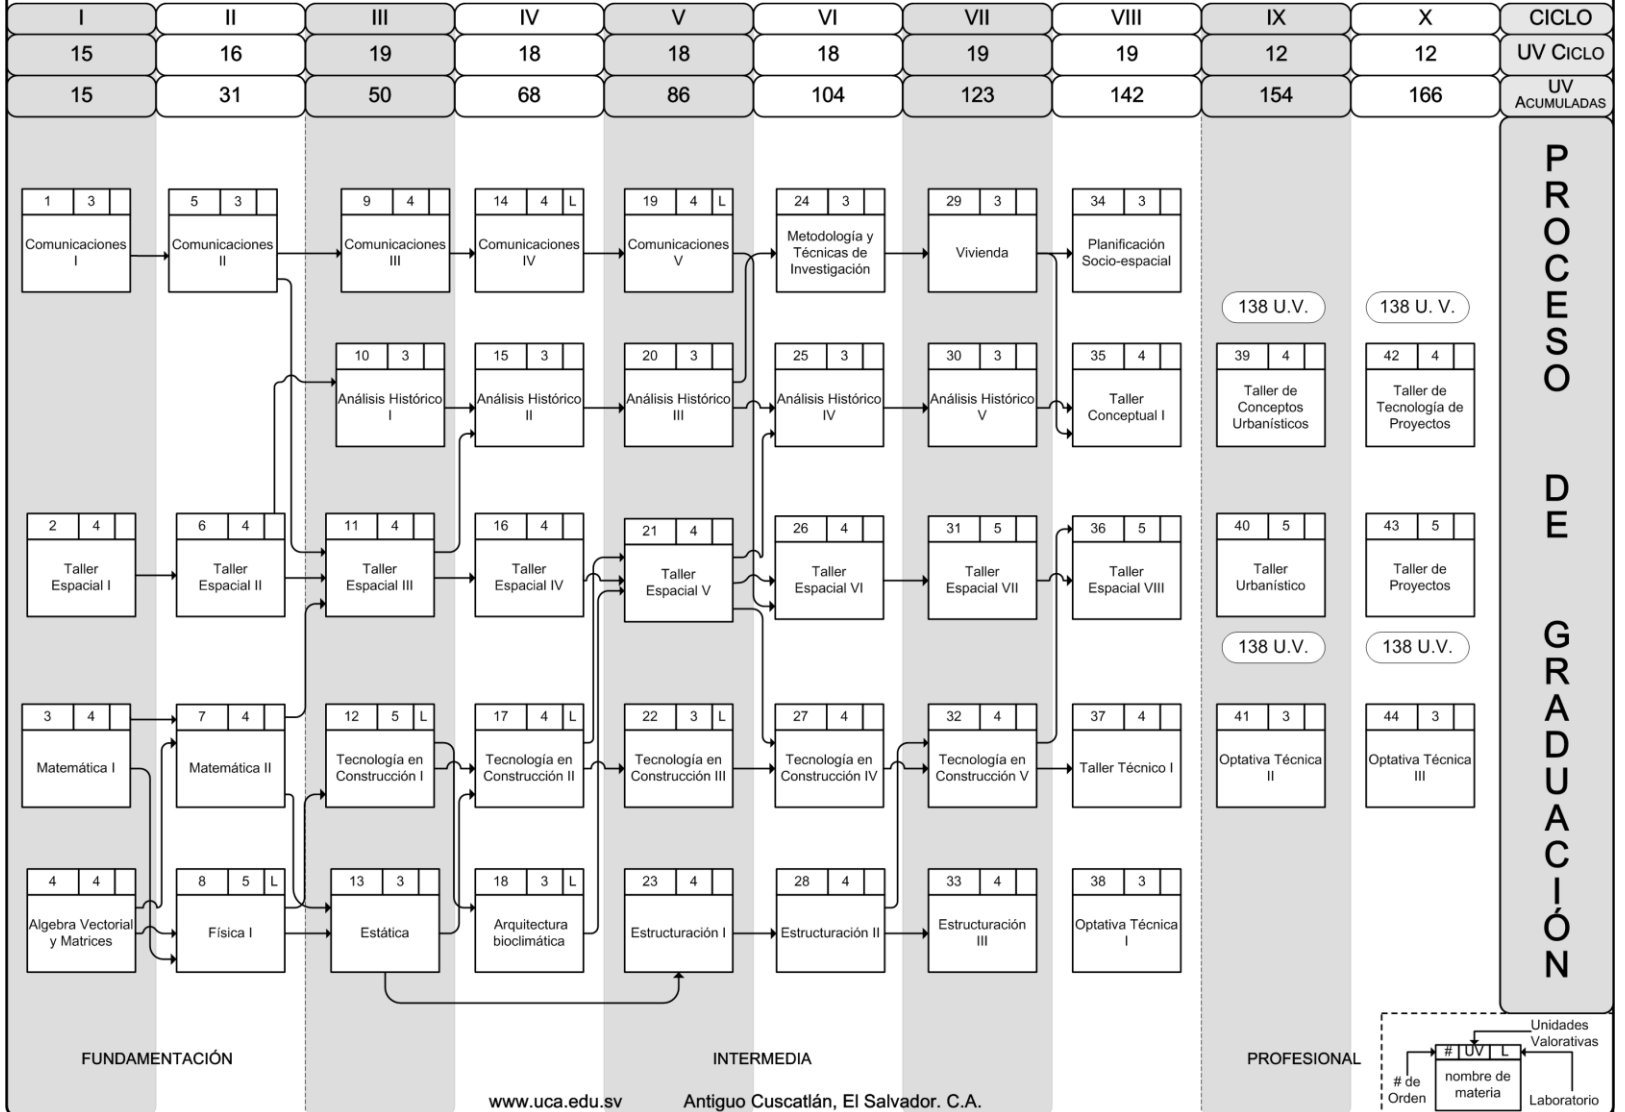 I II III IV V VI VII VIII IX X CICLO
15 16 19 18 18 18 19 19 12 12 UV CICLO
15 31 50 68 86 104 123 142 154 166 UV
ACUMULADAS
PROCESO
DE
GRADUACIÓN
1 3
Comunicaciones
I
5 3
Comunicaciones
II
9 4
Comunicaciones
III
14 4 L
Comunicaciones
IV
19 4 L
Comunicaciones
V
24 3
Metodología y
Técnicas de
Investigación
29 3
Vivienda
34 3
Planificación
Socio-espacial
138 U.V.
138 U. V.
10 3
Análisis Histórico
I
15 3
Análisis Histórico
II
20 3
Análisis Histórico
III
25 3
Análisis Histórico
IV
30 3
Análisis Histórico
V
35 4
Taller
Conceptual I
39 4
Taller de
Conceptos
Urbanísticos
42 4
Taller de
Tecnología de
Proyectos
2 4
Taller
Espacial I
6 4
Taller
Espacial II
11 4
Taller
Espacial III
16 4
Taller
Espacial IV
21 4
Taller
Espacial V
26 4
Taller
Espacial VI
31 5
Taller
Espacial VII
36 5
Taller
Espacial VIII
40 5
Taller
Urbanístico
43 5
Taller de
Proyectos
138 U.V.
138 U.V.
3 4
Matemática I
7 4
Matemática II
12 5 L
Tecnología en
Construcción I
17 4 L
Tecnología en
Construcción II
22 3 L
Tecnología en
Construcción III
27 4
Tecnología en
Construcción IV
32 4
Tecnología en
Construcción V
37 4
Taller Técnico I
41 3
Optativa Técnica
II
44 3
Optativa Técnica
III
4 4
Algebra Vectorial
y Matrices
8 5 L
Física I
13 3
Estática
18 3 L
Arquitectura
bioclimática
23 4
Estructuración I
28 4
Estructuración II
33 4
Estructuración
III
38 3
Optativa Técnica
I
FUNDAMENTACIÓN
INTERMEDIA
PROFESIONAL
Unidades
Valorativas
# UV L
nombre de
materia
# de
Orden
Laboratorio
www.uca.edu.sv Antiguo Cuscatlán, El Salvador. C.A.